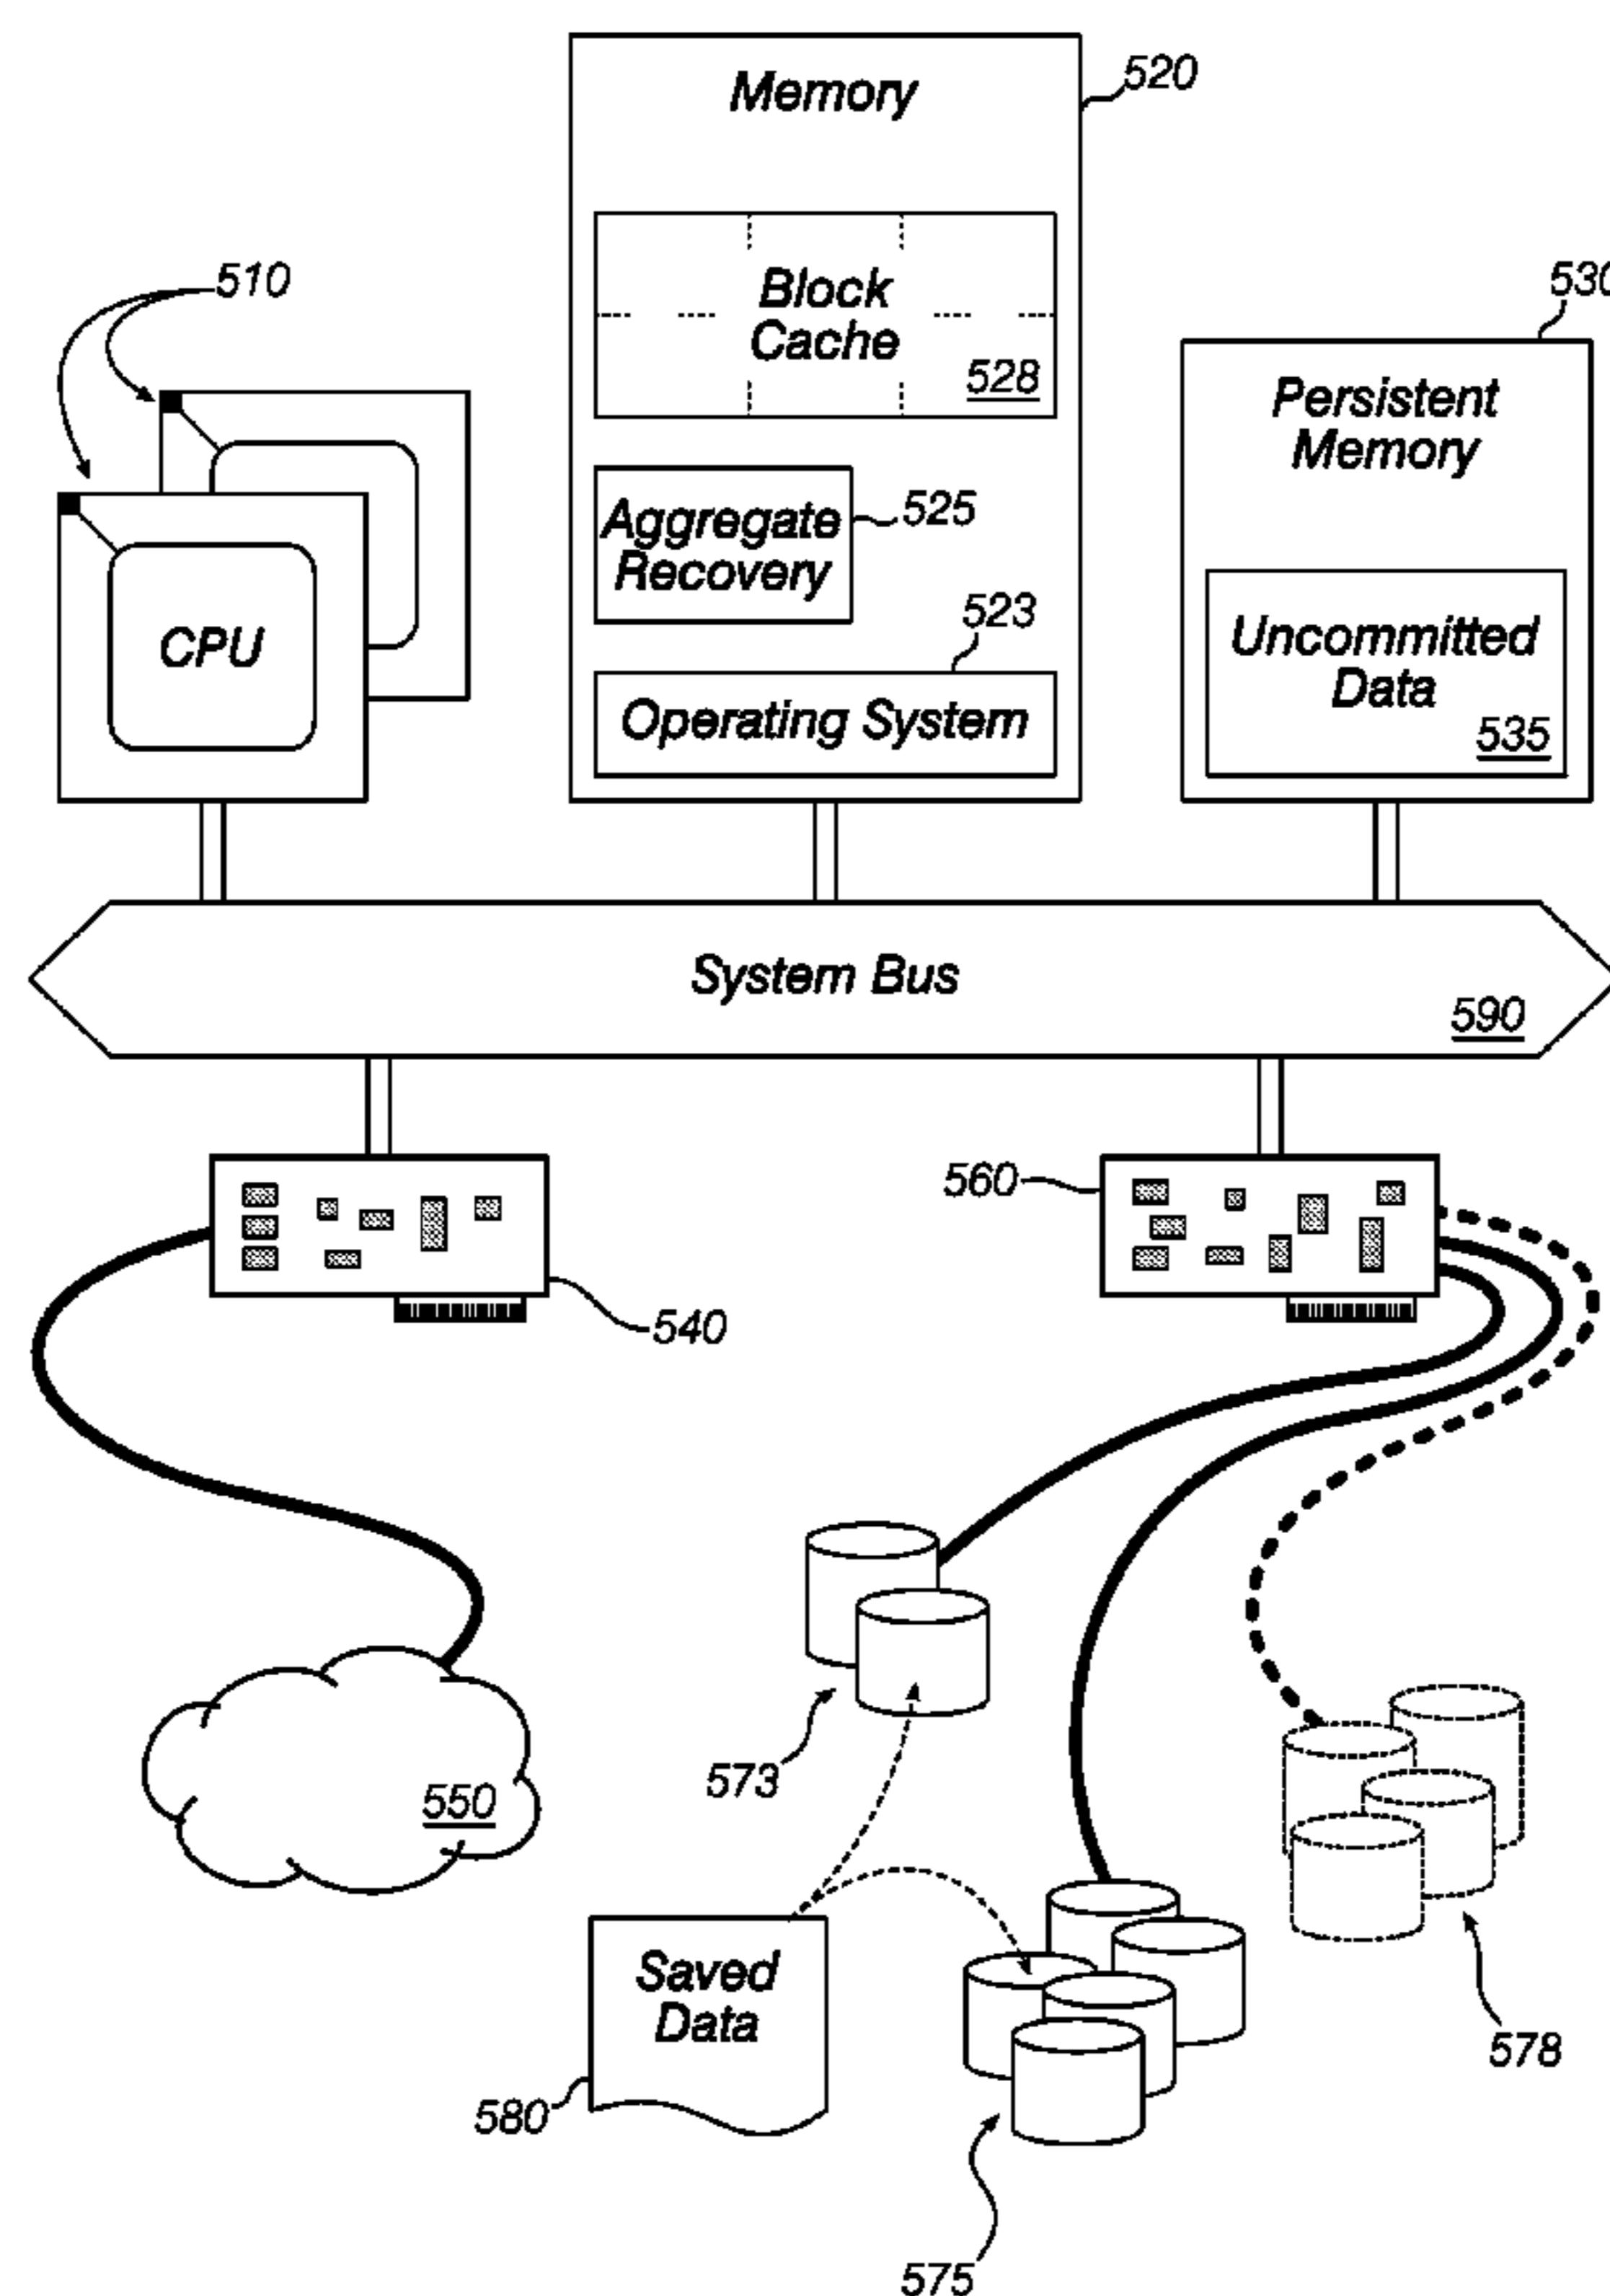 Memory
520
Block
Cache
528
510
530
Persistent
Memory
Aggregate
Recovery
525
523
Operating System
CPU
Uncommitted
Data
535
System Bus
590
540
560
573
550
578
Saved
Data
580
575